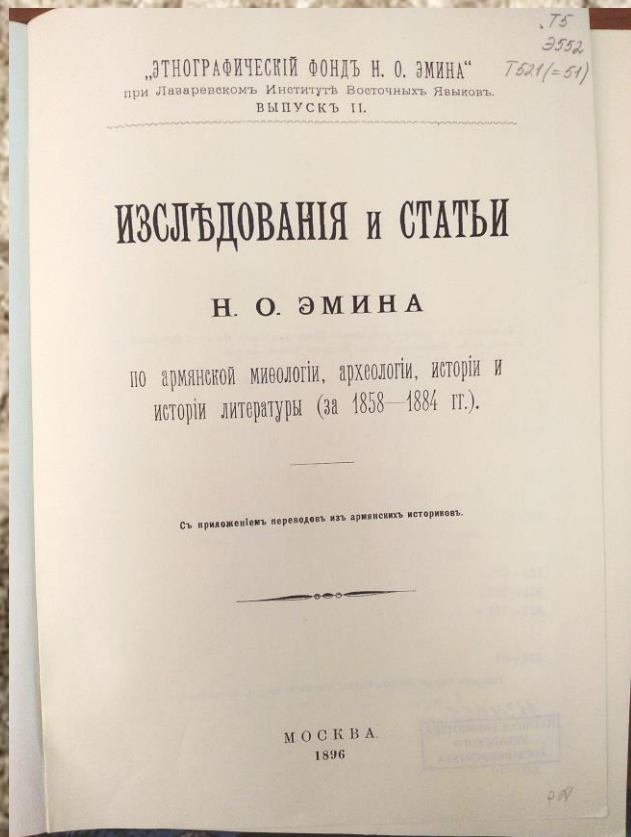 Т5
Э552
Т521(=51)
„ЭТНОГРАФИЧЕСКІЙ ФОНДЪ Н. О. ЭМИНА“
при Лазаревскомъ Институтѣ Восточныхъ Языковъ.
ВЫПУСКЪ II.
ИЗСЛѢДОВАНІЯ и СТАТЬИ
Н. О. ЭМИНА
по армянской миѳологіи, археологіи, исторіи и
исторіи литературы (за 1858—1884 гг.).
Съ приложеніемъ переводовъ изъ армянскихъ историковъ.
МОСКВА.
1896